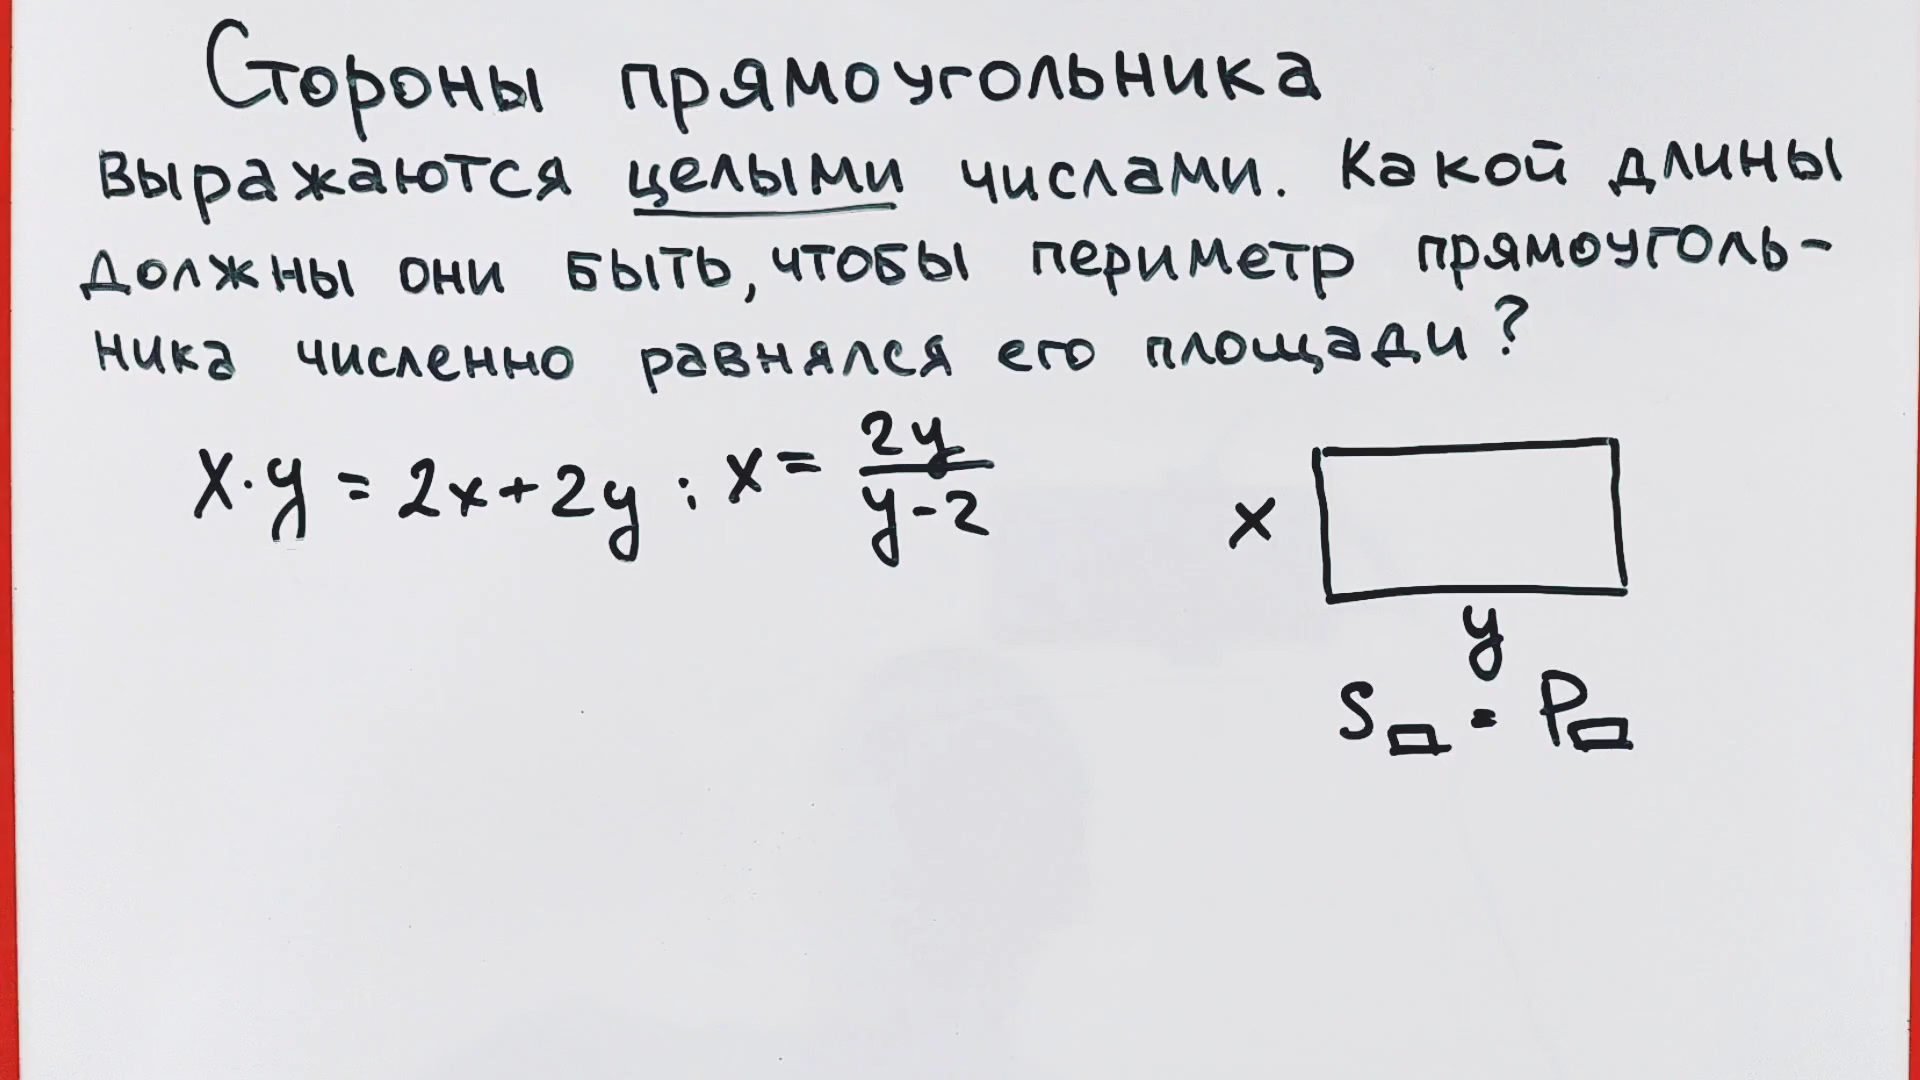 Стороны прямоугольника
выражаются целыми числами. Какой длины
должны они быть, чтобы периметр прямоуголь-
ника численно равнялся его площади?
x·y = 2x+2y ; x = 2y/(y-2)
x
y
S▭ = P▭